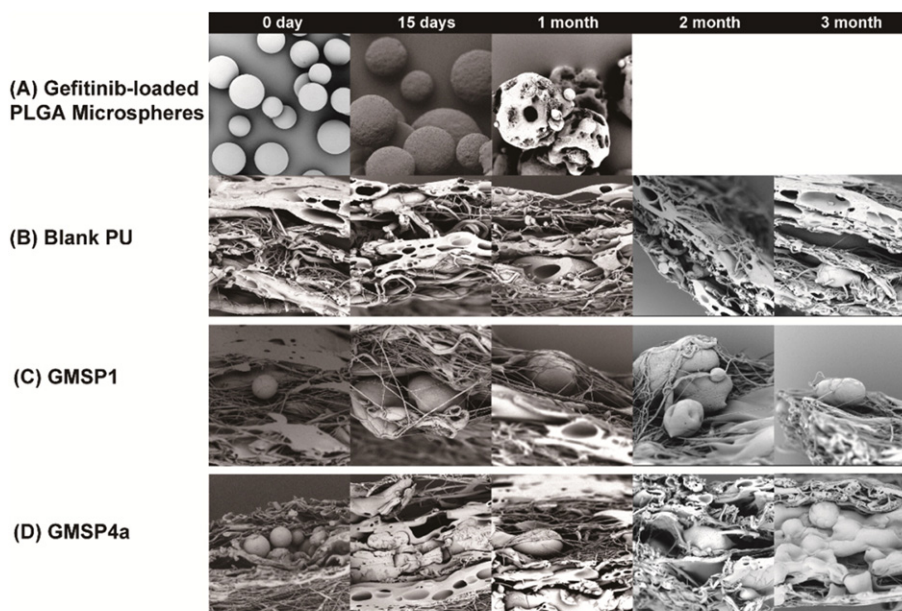 0 day 15 days 1 month 2 month 3 month
(A) Gefitinib-loaded
PLGA Microspheres
(B) Blank PU
(C) GMSP1
(D) GMSP4a